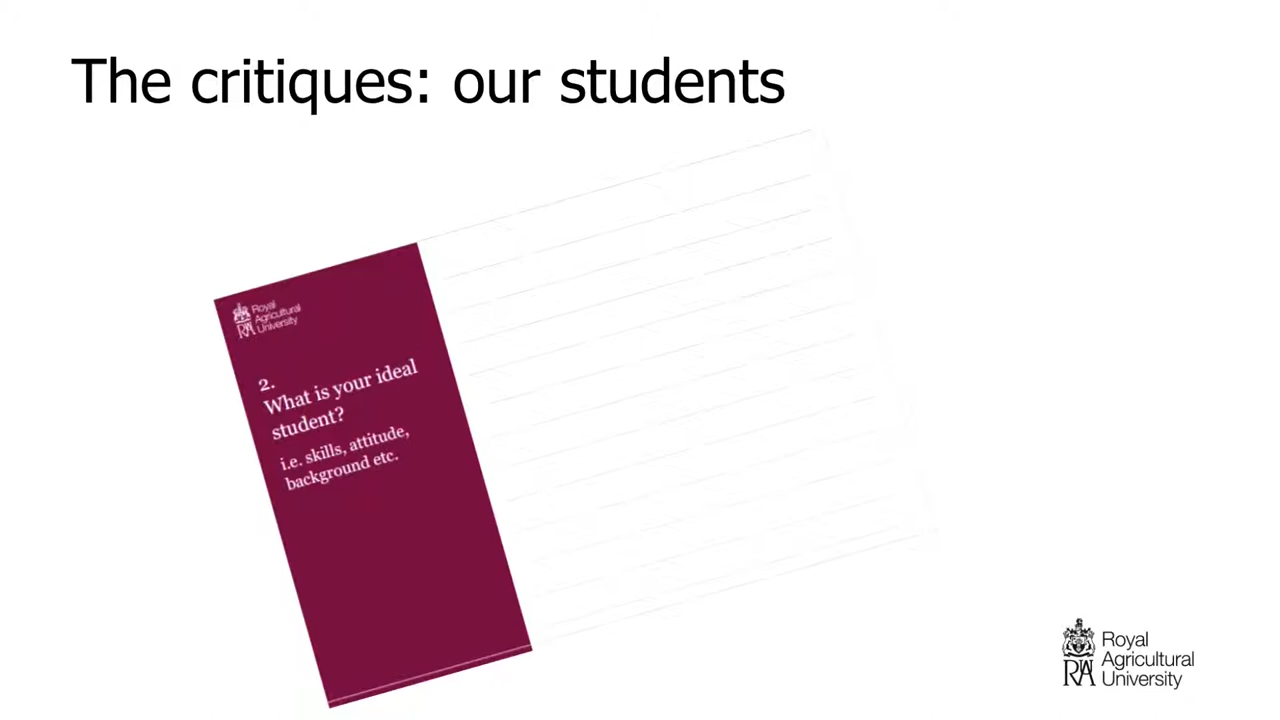 The critiques: our students
Royal
Agricultural
University
2.
What is your ideal
student?
i.e. skills, attitude,
background etc.
Royal
Agricultural
University